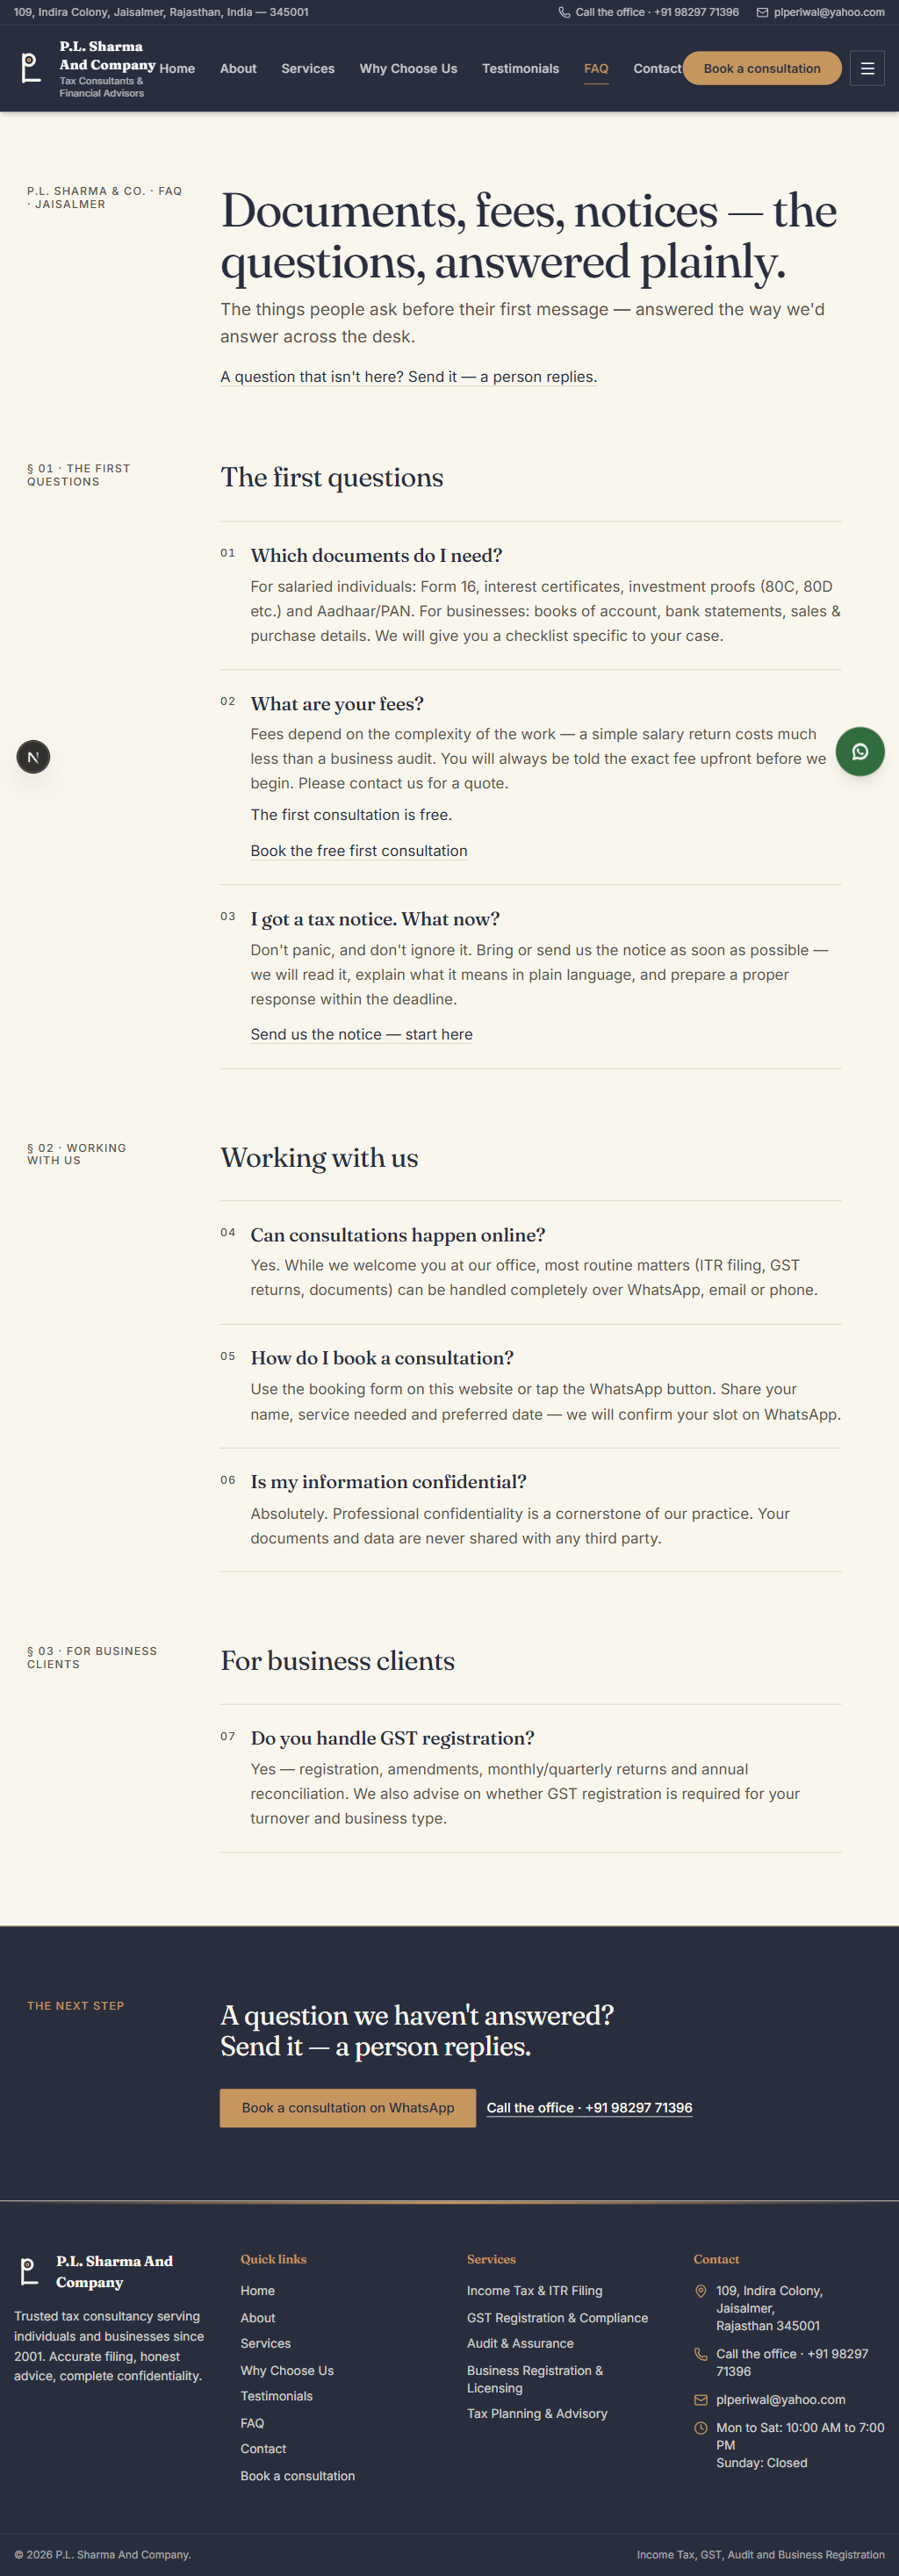 109, Indira Colony, Jaisalmer, Rajasthan, India — 345001
Call the office · +91 98297 71396
plperiwal@yahoo.com
P.L. Sharma
And Company
Tax Consultants &
Financial Advisors
Home
About
Services
Why Choose Us
Testimonials
FAQ
Contact
Book a consultation
P.L. SHARMA & CO. · FAQ
· JAISALMER
Documents, fees, notices — the
questions, answered plainly.
The things people ask before their first message — answered the way we'd
answer across the desk.
A question that isn't here? Send it — a person replies.
§ 01 · THE FIRST
QUESTIONS
The first questions
01 Which documents do I need?
For salaried individuals: Form 16, interest certificates, investment proofs (80C, 80D
etc.) and Aadhaar/PAN. For businesses: books of account, bank statements, sales &
purchase details. We will give you a checklist specific to your case.
02 What are your fees?
Fees depend on the complexity of the work — a simple salary return costs much
less than a business audit. You will always be told the exact fee upfront before we
begin. Please contact us for a quote.
The first consultation is free.
Book the free first consultation
N
03 I got a tax notice. What now?
Don't panic, and don't ignore it. Bring or send us the notice as soon as possible —
we will read it, explain what it means in plain language, and prepare a proper
response within the deadline.
Send us the notice — start here
§ 02 · WORKING
WITH US
Working with us
04 Can consultations happen online?
Yes. While we welcome you at our office, most routine matters (ITR filing, GST
returns, documents) can be handled completely over WhatsApp, email or phone.
05 How do I book a consultation?
Use the booking form on this website or tap the WhatsApp button. Share your
name, service needed and preferred date — we will confirm your slot on WhatsApp.
06 Is my information confidential?
Absolutely. Professional confidentiality is a cornerstone of our practice. Your
documents and data are never shared with any third party.
§ 03 · FOR BUSINESS
CLIENTS
For business clients
07 Do you handle GST registration?
Yes — registration, amendments, monthly/quarterly returns and annual
reconciliation. We also advise on whether GST registration is required for your
turnover and business type.
THE NEXT STEP
A question we haven't answered?
Send it — a person replies.
Book a consultation on WhatsApp
Call the office · +91 98297 71396
P.L. Sharma And
Company
Trusted tax consultancy serving
individuals and businesses since
2001. Accurate filing, honest
advice, complete confidentiality.
Quick links
Home
About
Services
Why Choose Us
Testimonials
FAQ
Contact
Book a consultation
Services
Income Tax & ITR Filing
GST Registration & Compliance
Audit & Assurance
Business Registration &
Licensing
Tax Planning & Advisory
Contact
109, Indira Colony,
Jaisalmer,
Rajasthan 345001
Call the office · +91 98297
71396
plperiwal@yahoo.com
Mon to Sat: 10:00 AM to 7:00
PM
Sunday: Closed
© 2026 P.L. Sharma And Company.
Income Tax, GST, Audit and Business Registration